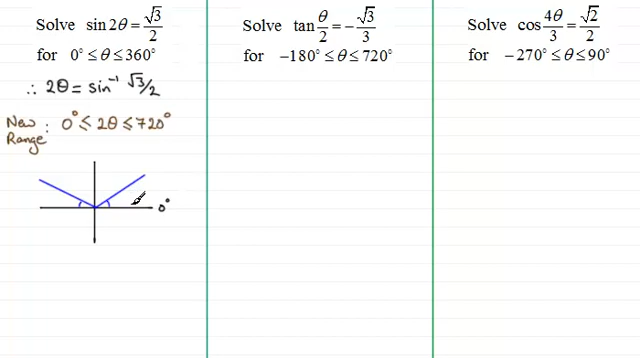 Solve sin 2θ = √3/2
for 0° ≤ θ ≤ 360°
∴ 2θ = sin⁻¹ √3/2
New Range : 0° ≤ 2θ ≤ 720°
0°
Solve tan θ/2 = −√3/3
for −180° ≤ θ ≤ 720°
Solve cos 4θ/3 = √2/2
for −270° ≤ θ ≤ 90°